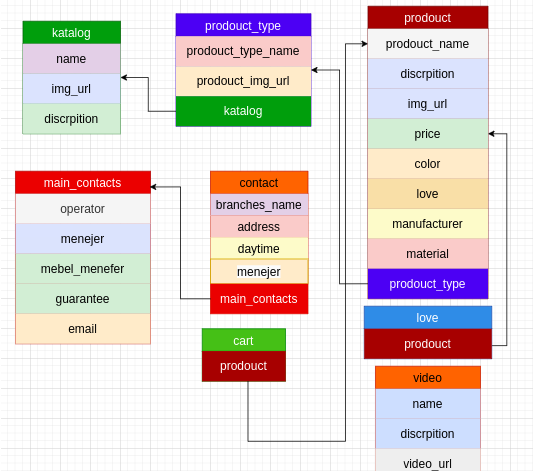 katalog
name
img_url
discrpition
prodouct_type
prodouct_type_name
prodouct_img_url
katalog
prodouct
prodouct_name
discrpition
img_url
price
color
love
manufacturer
material
prodouct_type
main_contacts
operator
menejer
mebel_menefer
guarantee
email
contact
branches_name
address
daytime
menejer
main_contacts
cart
prodouct
love
prodouct
video
name
discrpition
video_url